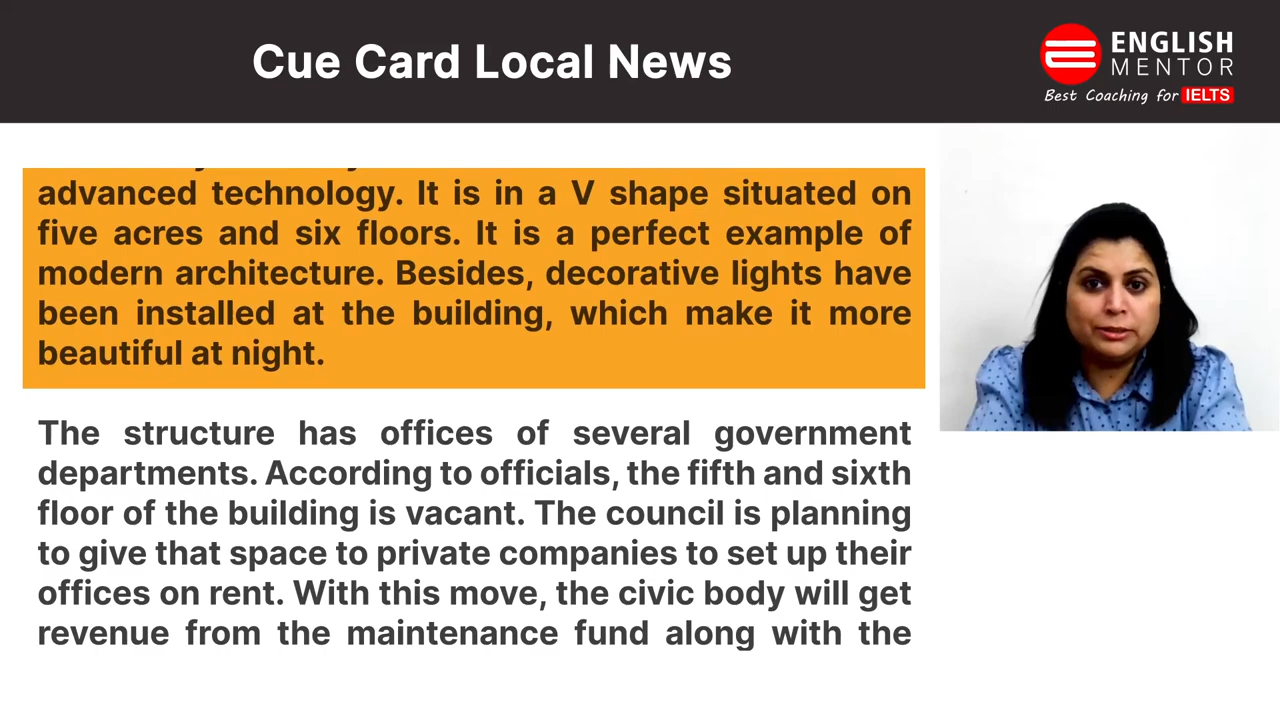 Cue Card Local News
ENGLISH
MENTOR
Best Coaching for IELTS
advanced technology. It is in a V shape situated on
five acres and six floors. It is a perfect example of
modern architecture. Besides, decorative lights have
been installed at the building, which make it more
beautiful at night.
The structure has offices of several government
departments. According to officials, the fifth and sixth
floor of the building is vacant. The council is planning
to give that space to private companies to set up their
offices on rent. With this move, the civic body will get
revenue from the maintenance fund along with the